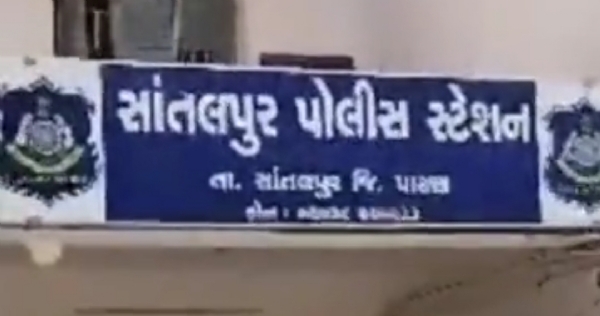 સાંતલપુર પોલીસ સ્ટેશન
તા. સાંતલપુર જિ. પાટણ
ફોન :